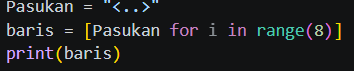 Pasukan = "<..>"
baris = [Pasukan for i in range(8)]
print(baris)